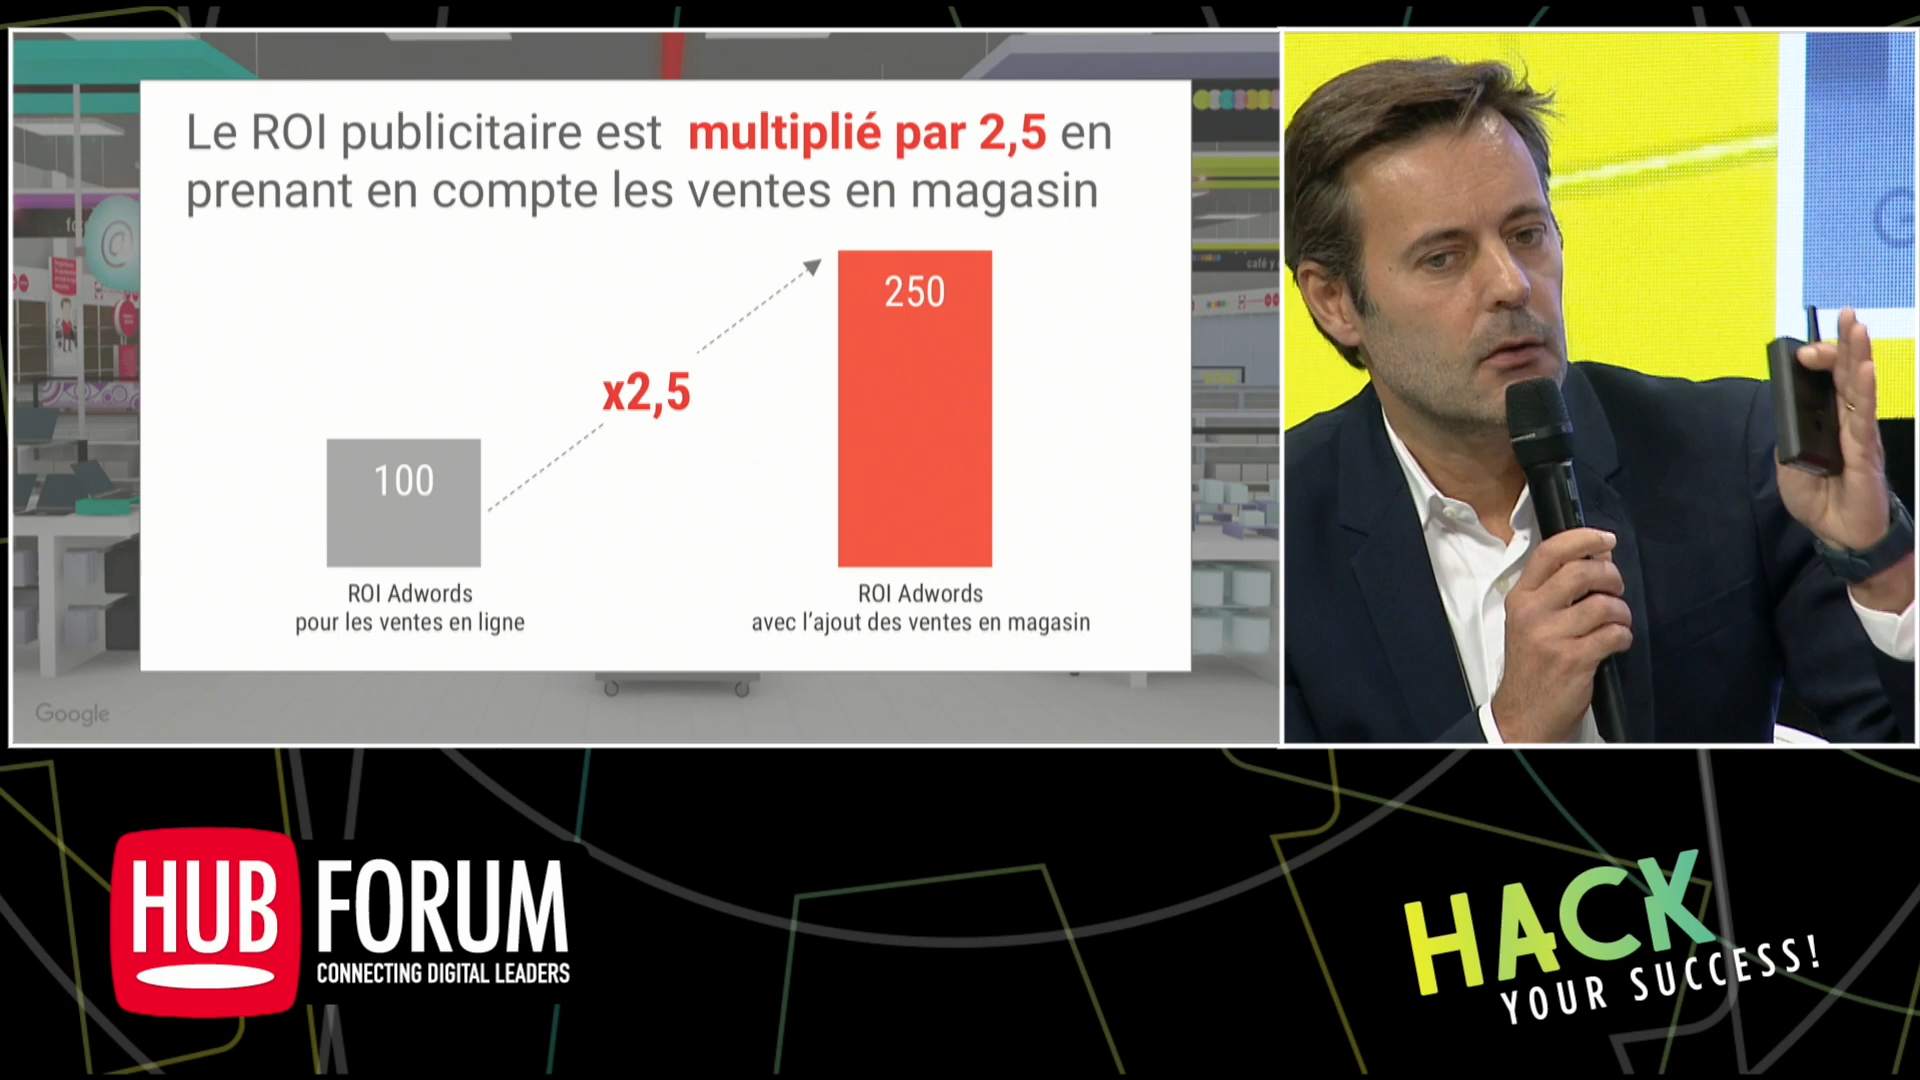 Le ROI publicitaire est multiplié par 2,5 en
prenant en compte les ventes en magasin
250
x2,5
100
ROI Adwords
pour les ventes en ligne
ROI Adwords
avec l'ajout des ventes en magasin
café y
@
Google
HUB FORUM
CONNECTING DIGITAL LEADERS
HACK
YOUR SUCCESS!